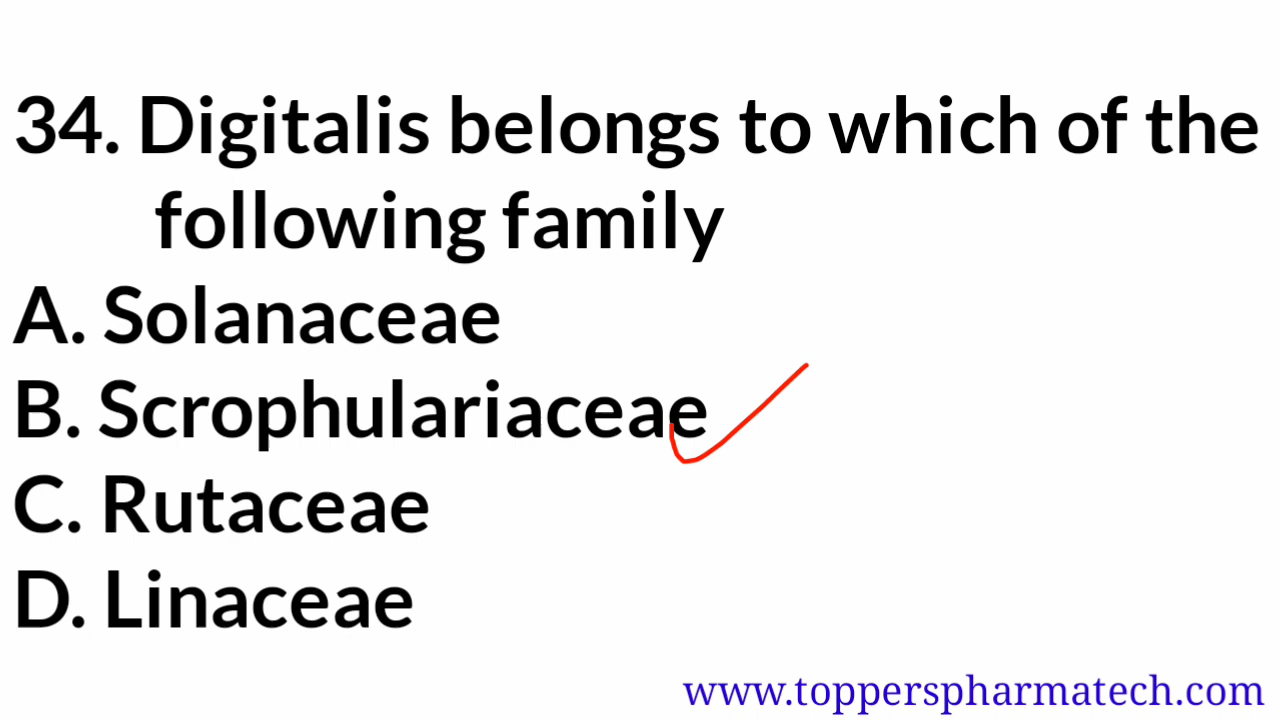 34. Digitalis belongs to which of the
following family
A. Solanaceae
B. Scrophulariaceae
C. Rutaceae
D. Linaceae
www.topperspharmatech.com